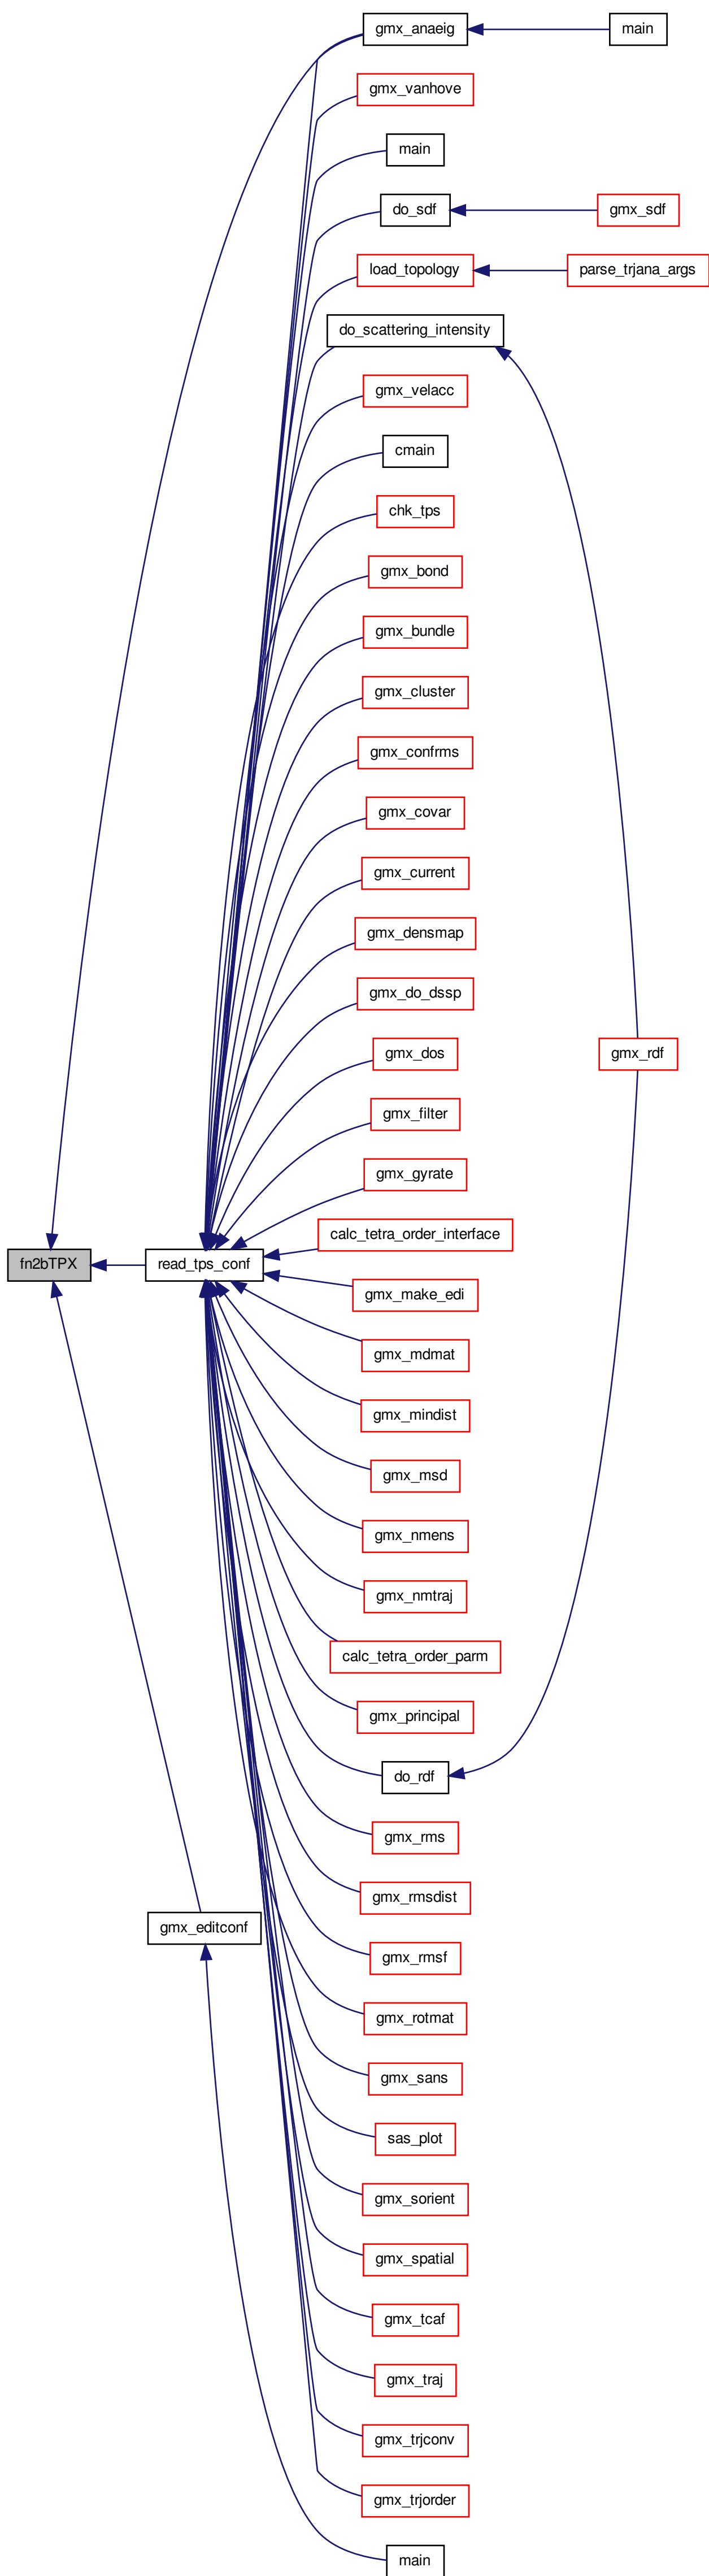 gmx_anaeig
main
gmx_vanhove
main
do_sdf
gmx_sdf
load_topology
parse_trjana_args
do_scattering_intensity
gmx_velacc
cmain
chk_tps
gmx_bond
gmx_bundle
gmx_cluster
gmx_confrms
gmx_covar
gmx_current
gmx_densmap
gmx_do_dssp
gmx_dos
gmx_rdf
gmx_filter
gmx_gyrate
calc_tetra_order_interface
fn2bTPX
read_tps_conf
gmx_make_edi
gmx_mdmat
gmx_mindist
gmx_msd
gmx_nmens
gmx_nmtraj
calc_tetra_order_parm
gmx_principal
do_rdf
gmx_rms
gmx_rmsdist
gmx_editconf
gmx_rmsf
gmx_rotmat
gmx_sans
sas_plot
gmx_sorient
gmx_spatial
gmx_tcaf
gmx_traj
gmx_trjconv
gmx_trjorder
main